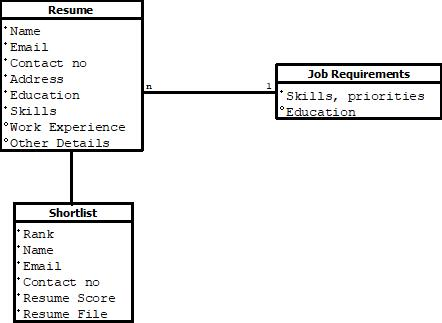 Resume
*Name
*Email
*Contact no
*Address
*Education
*Skills
°Work Experience
°Other Details
n
1
Job Requirements
*Skills, priorities
°Education
Shortlist
*Rank
*Name
*Email
*Contact no
*Resume Score
*Resume File